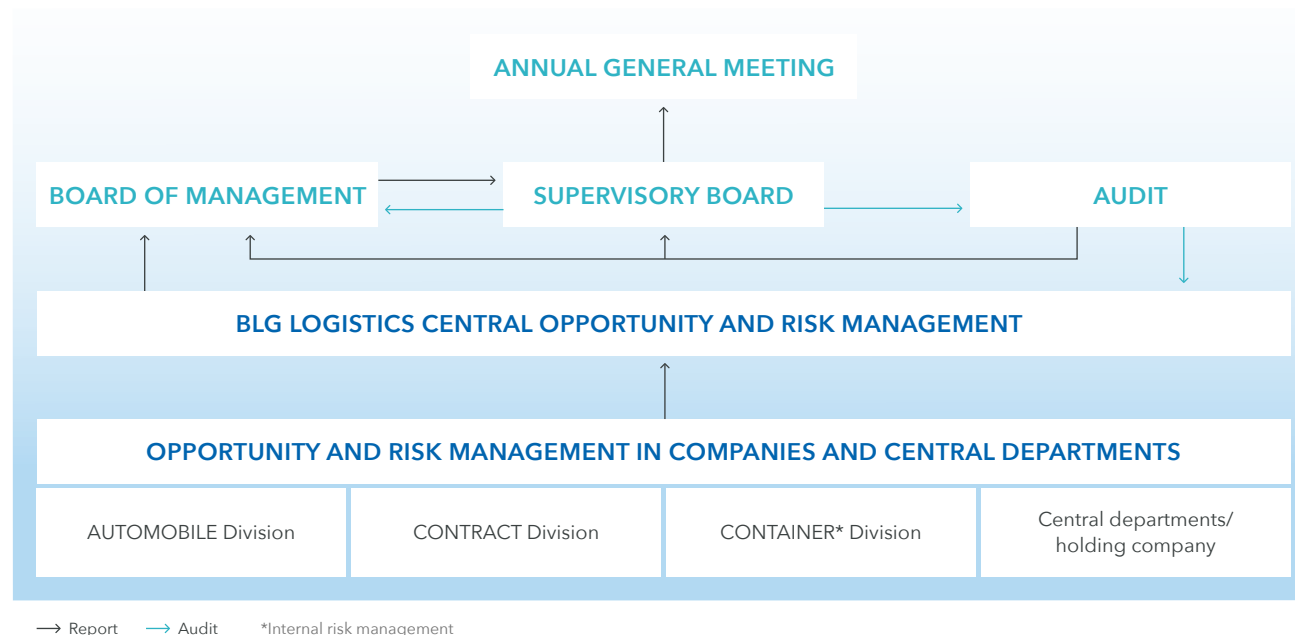 ANNUAL GENERAL MEETING
BOARD OF MANAGEMENT
SUPERVISORY BOARD
AUDIT
BLG LOGISTICS CENTRAL OPPORTUNITY AND RISK MANAGEMENT
OPPORTUNITY AND RISK MANAGEMENT IN COMPANIES AND CENTRAL DEPARTMENTS
AUTOMOBILE Division
CONTRACT Division
CONTAINER* Division
Central departments/
holding company
Report
Audit
*Internal risk management